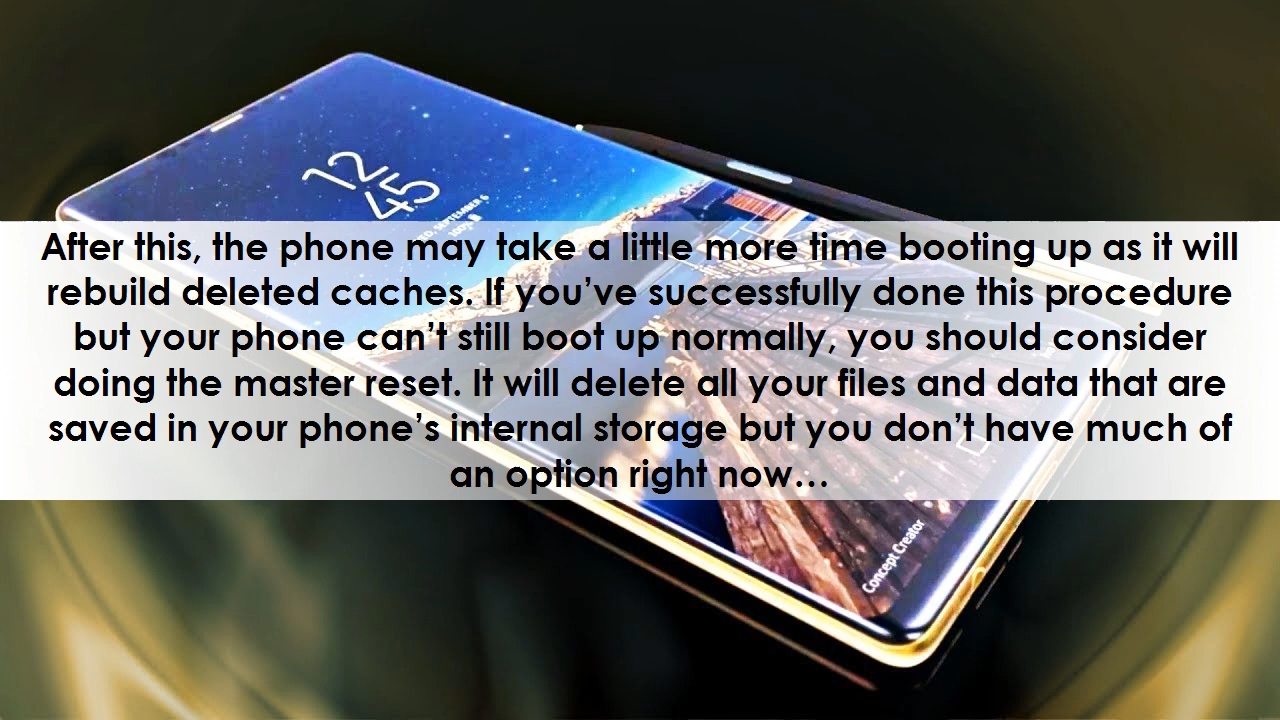 12
45
SEPTEMBER 6
After this, the phone may take a little more time booting up as it will
rebuild deleted caches. If you’ve successfully done this procedure
but your phone can’t still boot up normally, you should consider
doing the master reset. It will delete all your files and data that are
saved in your phone’s internal storage but you don’t have much of
an option right now…
Concept Creator